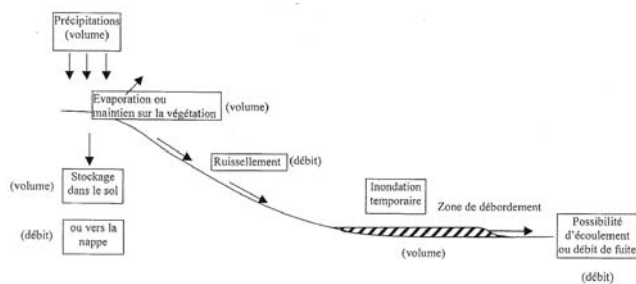 Précipitations
(volume)
Evaporation ou
maintien sur la végétation
(volume)
Ruissellement
(débit)
(volume)
Stockage
dans le sol
(débit)
ou vers la
nappe
Inondation
temporaire
Zone de débordement
(volume)
Possibilité
d'écoulement
ou débit de fuite
(débit)